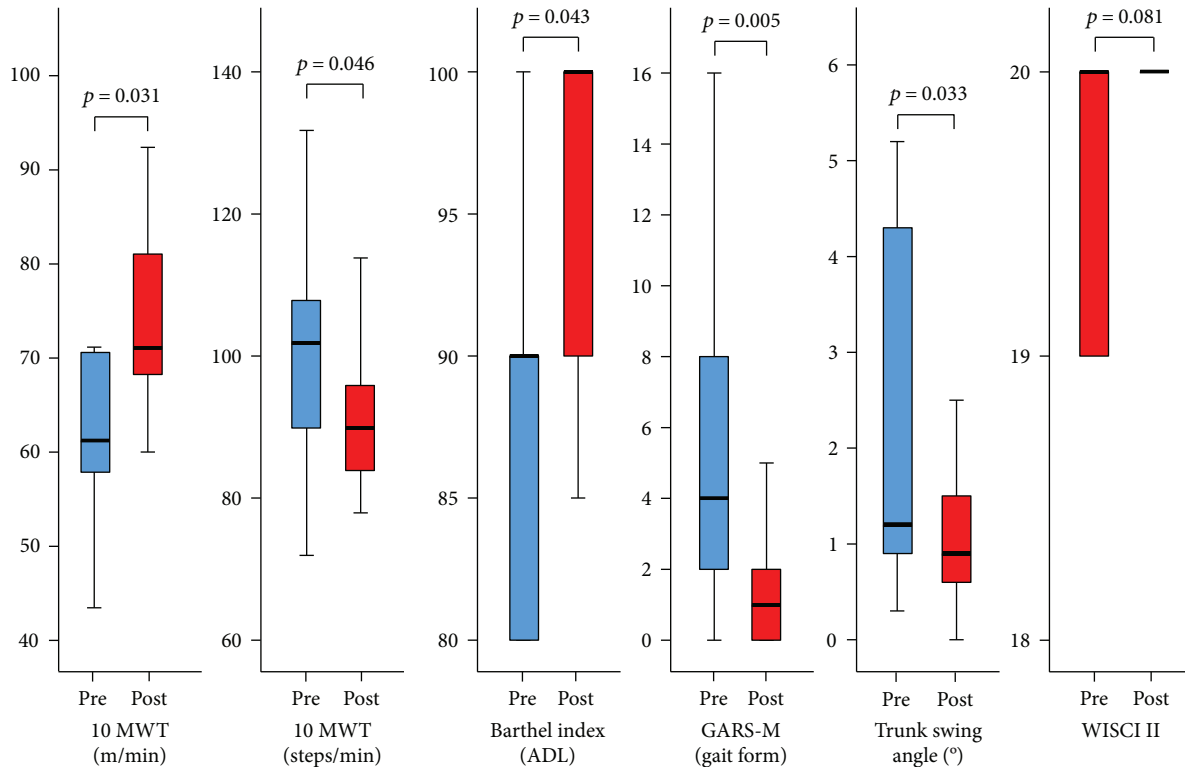 p = 0.031
100
90
80
70
60
50
40
Pre Post
10 MWT
(m/min)
p = 0.046
140
120
100
80
60
Pre Post
10 MWT
(steps/min)
p = 0.043
100
95
90
85
80
Pre Post
Barthel index
(ADL)
p = 0.005
16
14
12
10
8
6
4
2
0
Pre Post
GARS-M
(gait form)
p = 0.033
6
5
4
3
2
1
0
Pre Post
Trunk swing
angle (°)
p = 0.081
20
19
18
Pre Post
WISCI II